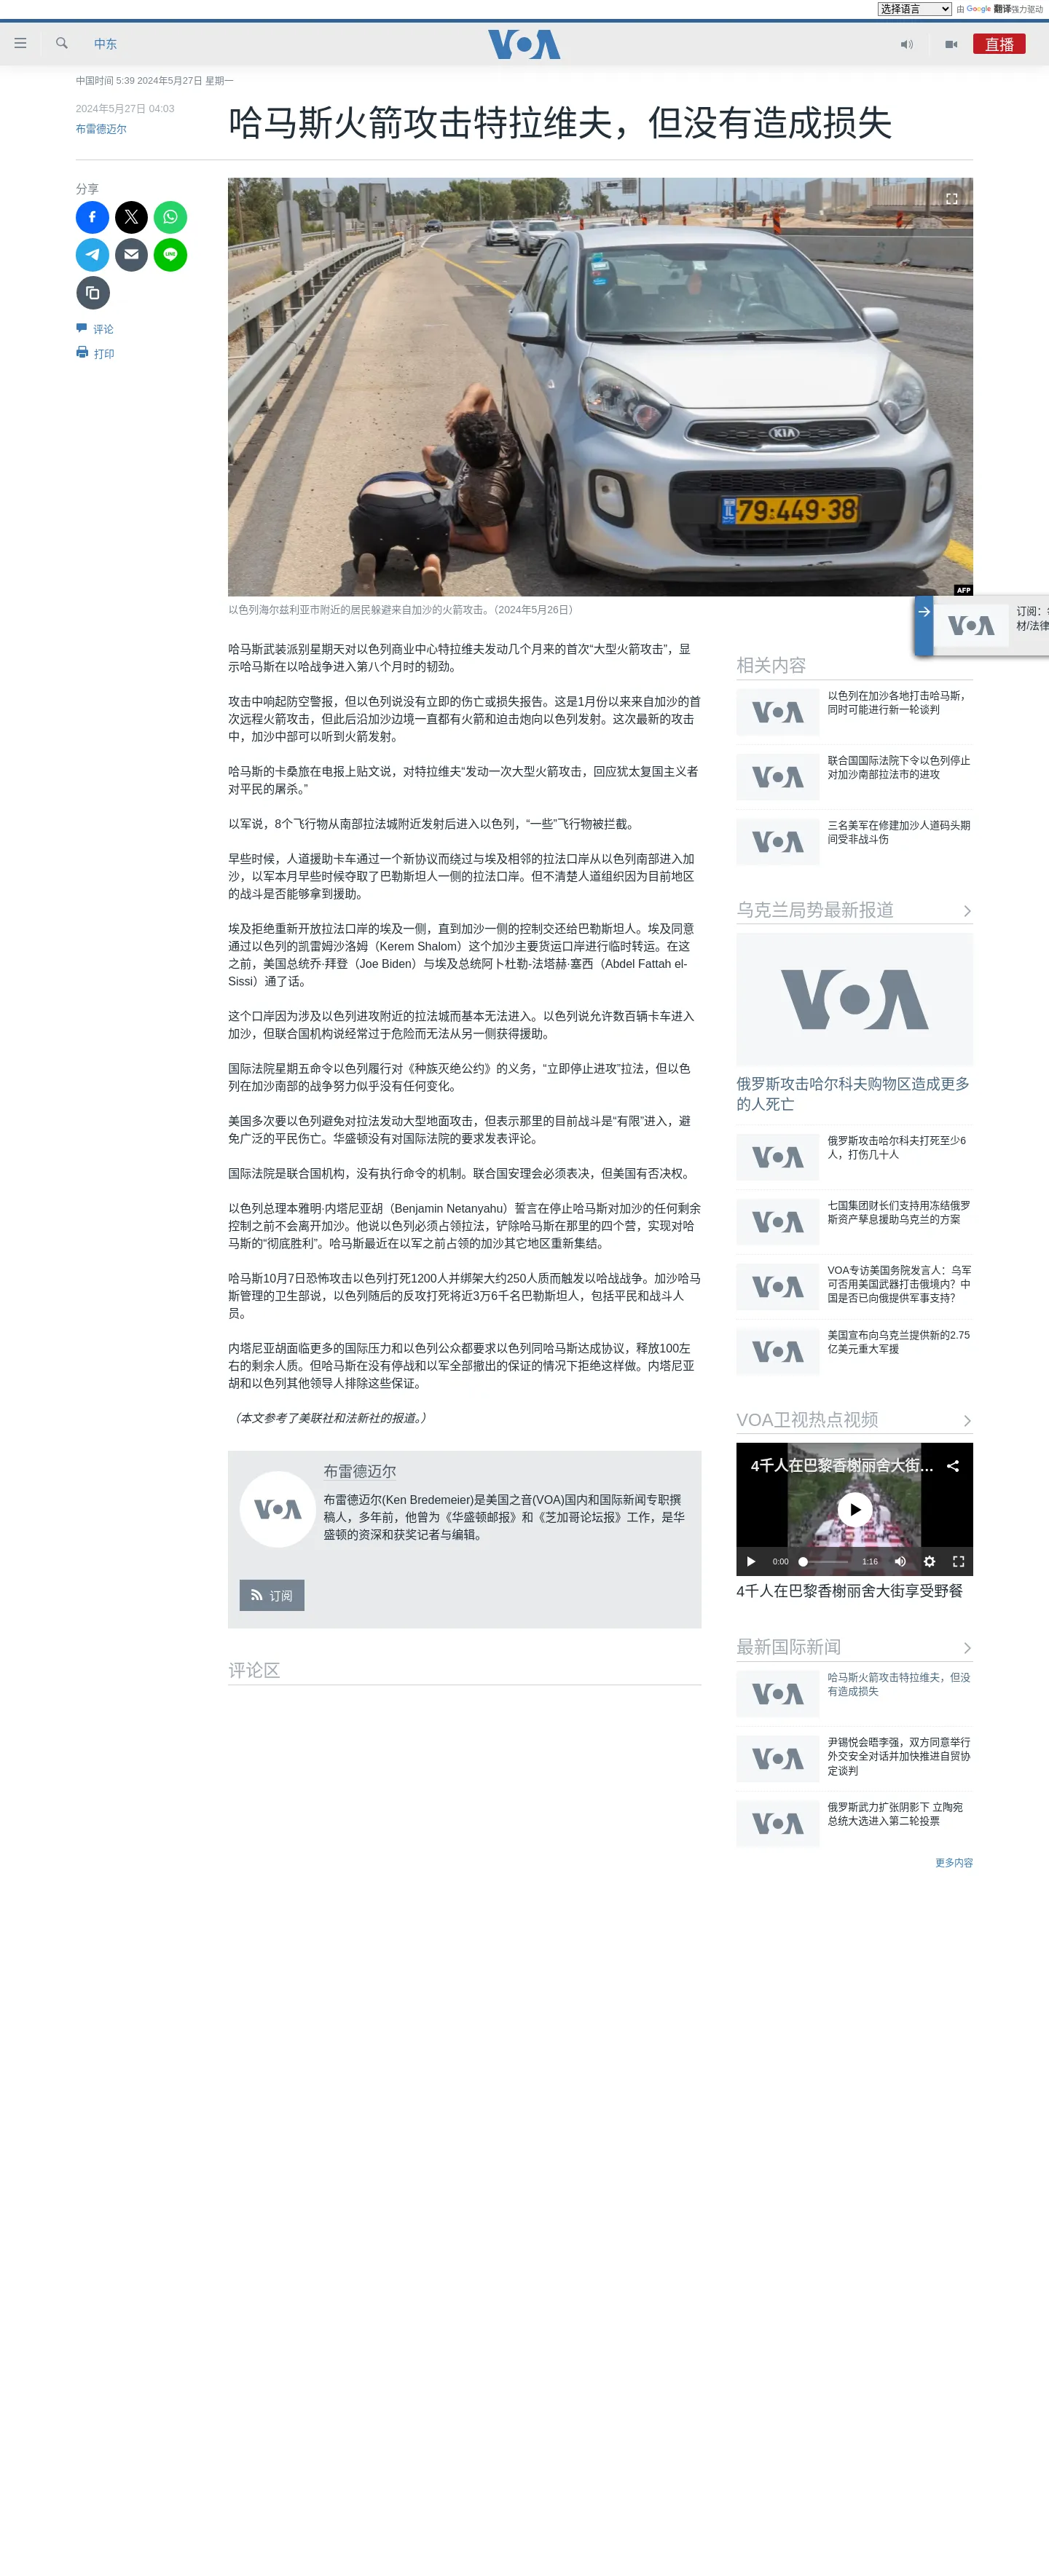 选择语言
由 Google 翻译强力驱动
中东
VOA
直播
中国时间 5:39 2024年5月27日 星期一
2024年5月27日 04:03
布雷德迈尔
哈马斯火箭攻击特拉维夫，但没有造成损失
分享
评论
打印
KIA
IL
79-449-38
AFP
以色列海尔兹利亚市附近的居民躲避来自加沙的火箭攻击。（2024年5月26日）
哈马斯武装派别星期天对以色列商业中心特拉维夫发动几个月来的首次“大型火箭攻击”，显
示哈马斯在以哈战争进入第八个月时的韧劲。
攻击中响起防空警报，但以色列说没有立即的伤亡或损失报告。这是1月份以来来自加沙的首
次远程火箭攻击，但此后沿加沙边境一直都有火箭和迫击炮向以色列发射。这次最新的攻击
中，加沙中部可以听到火箭发射。
哈马斯的卡桑旅在电报上贴文说，对特拉维夫“发动一次大型火箭攻击，回应犹太复国主义者
对平民的屠杀。”
以军说，8个飞行物从南部拉法城附近发射后进入以色列，“一些”飞行物被拦截。
早些时候，人道援助卡车通过一个新协议而绕过与埃及相邻的拉法口岸从以色列南部进入加
沙，以军本月早些时候夺取了巴勒斯坦人一侧的拉法口岸。但不清楚人道组织因为目前地区
的战斗是否能够拿到援助。
埃及拒绝重新开放拉法口岸的埃及一侧，直到加沙一侧的控制交还给巴勒斯坦人。埃及同意
通过以色列的凯雷姆沙洛姆（Kerem Shalom）这个加沙主要货运口岸进行临时转运。在这
之前，美国总统乔·拜登（Joe Biden）与埃及总统阿卜杜勒-法塔赫·塞西（Abdel Fattah el-
Sissi）通了话。
这个口岸因为涉及以色列进攻附近的拉法城而基本无法进入。以色列说允许数百辆卡车进入
加沙，但联合国机构说经常过于危险而无法从另一侧获得援助。
国际法院星期五命令以色列履行对《种族灭绝公约》的义务，“立即停止进攻”拉法，但以色
列在加沙南部的战争努力似乎没有任何变化。
美国多次要以色列避免对拉法发动大型地面攻击，但表示那里的目前战斗是“有限”进入，避
免广泛的平民伤亡。华盛顿没有对国际法院的要求发表评论。
国际法院是联合国机构，没有执行命令的机制。联合国安理会必须表决，但美国有否决权。
以色列总理本雅明·内塔尼亚胡（Benjamin Netanyahu）誓言在停止哈马斯对加沙的任何剩余
控制之前不会离开加沙。他说以色列必须占领拉法，铲除哈马斯在那里的四个营，实现对哈
马斯的“彻底胜利”。哈马斯最近在以军之前占领的加沙其它地区重新集结。
哈马斯10月7日恐怖攻击以色列打死1200人并绑架大约250人质而触发以哈战战争。加沙哈马
斯管理的卫生部说，以色列随后的反攻打死将近3万6千名巴勒斯坦人，包括平民和战斗人
员。
内塔尼亚胡面临更多的国际压力和以色列公众都要求以色列同哈马斯达成协议，释放100左
右的剩余人质。但哈马斯在没有停战和以军全部撤出的保证的情况下拒绝这样做。内塔尼亚
胡和以色列其他领导人排除这些保证。
（本文参考了美联社和法新社的报道。）
VOA
布雷德迈尔
布雷德迈尔(Ken Bredemeier)是美国之音(VOA)国内和国际新闻专职撰
稿人，多年前，他曾为《华盛顿邮报》和《芝加哥论坛报》工作，是华
盛顿的资深和获奖记者与编辑。
订阅
评论区
VOA
订阅：
材/法律
相关内容
VOA
以色列在加沙各地打击哈马斯，
同时可能进行新一轮谈判
VOA
联合国国际法院下令以色列停止
对加沙南部拉法市的进攻
VOA
三名美军在修建加沙人道码头期
间受非战斗伤
乌克兰局势最新报道
VOA
俄罗斯攻击哈尔科夫购物区造成更多
的人死亡
VOA
俄罗斯攻击哈尔科夫打死至少6
人，打伤几十人
VOA
七国集团财长们支持用冻结俄罗
斯资产孳息援助乌克兰的方案
VOA
VOA专访美国务院发言人：乌军
可否用美国武器打击俄境内？中
国是否已向俄提供军事支持？
VOA
美国宣布向乌克兰提供新的2.75
亿美元重大军援
VOA卫视热点视频
4千人在巴黎香榭丽舍大街...
0:00
1:16
4千人在巴黎香榭丽舍大街享受野餐
最新国际新闻
VOA
哈马斯火箭攻击特拉维夫，但没
有造成损失
VOA
尹锡悦会晤李强，双方同意举行
外交安全对话并加快推进自贸协
定谈判
VOA
俄罗斯武力扩张阴影下 立陶宛
总统大选进入第二轮投票
更多内容